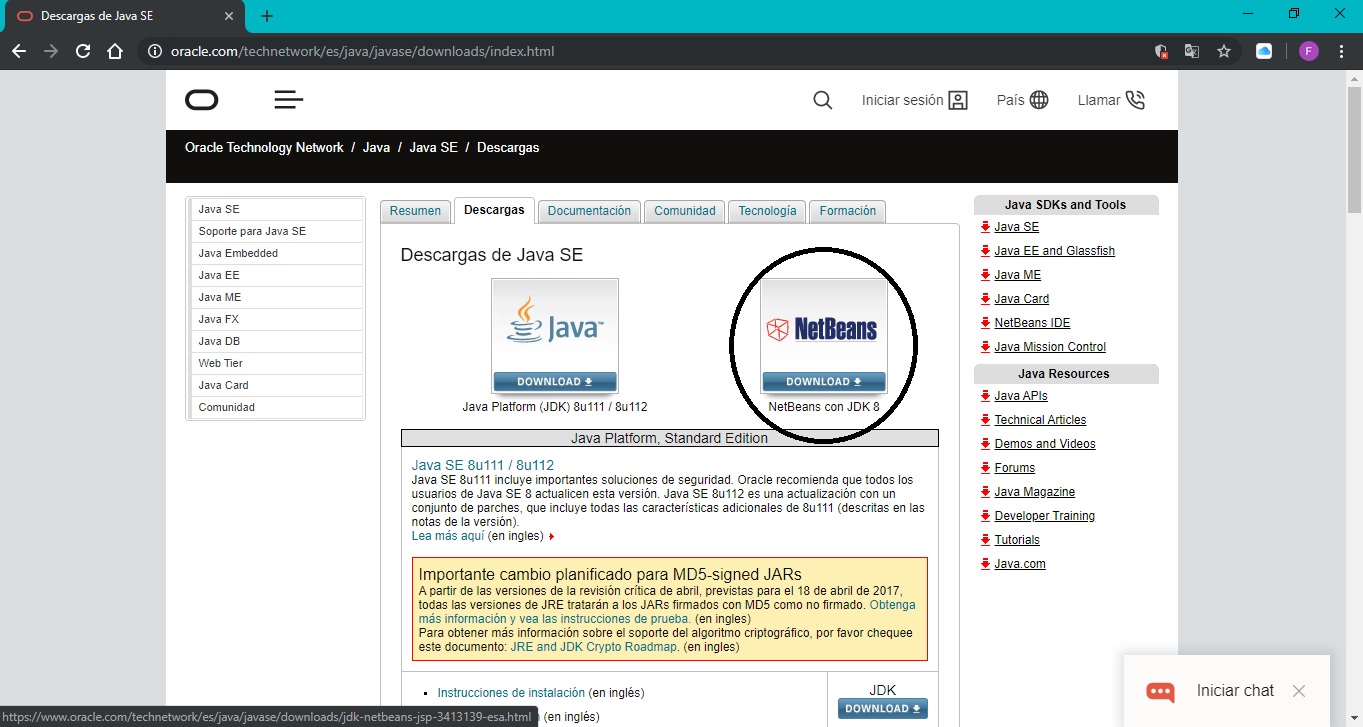 Descargas de Java SE
oracle.com/technetwork/es/java/javase/downloads/index.html
F
Iniciar sesión
País
Llamar
Oracle Technology Network / Java / Java SE / Descargas
Java SE
Soporte para Java SE
Java Embedded
Java EE
Java ME
Java FX
Java DB
Web Tier
Java Card
Comunidad
Resumen
Descargas
Documentación
Comunidad
Tecnología
Formación
Descargas de Java SE
Java™
DOWNLOAD
Java Platform (JDK) 8u111 / 8u112
NetBeans
DOWNLOAD
NetBeans con JDK 8
Java Platform, Standard Edition
Java SE 8u111 / 8u112
Java SE 8u111 incluye importantes soluciones de seguridad. Oracle recomienda que todos los
usuarios de Java SE 8 actualicen esta versión. Java SE 8u112 es una actualización con un
conjunto de parches, que incluye todas las características adicionales de 8u111 (descritas en las
notas de la versión).
Lea más aquí (en ingles)
Importante cambio planificado para MD5-signed JARs
A partir de las versiones de la revisión crítica de abril, previstas para el 18 de abril de 2017,
todas las versiones de JRE tratarán a los JARs firmados con MD5 como no firmado. Obtenga
más información y vea las instrucciones de prueba. (en ingles)
Para obtener más información sobre el soporte del algoritmo criptográfico, por favor chequee
este documento: JRE and JDK Crypto Roadmap. (en ingles)
Instrucciones de instalación (en inglés)
(en inglés)
JDK
DOWNLOAD
Java SDKs and Tools
Java SE
Java EE and Glassfish
Java ME
Java Card
NetBeans IDE
Java Mission Control
Java Resources
Java APIs
Technical Articles
Demos and Videos
Forums
Java Magazine
Developer Training
Tutorials
Java.com
Iniciar chat
https://www.oracle.com/technetwork/es/java/javase/downloads/jdk-netbeans-jsp-3413139-esa.html